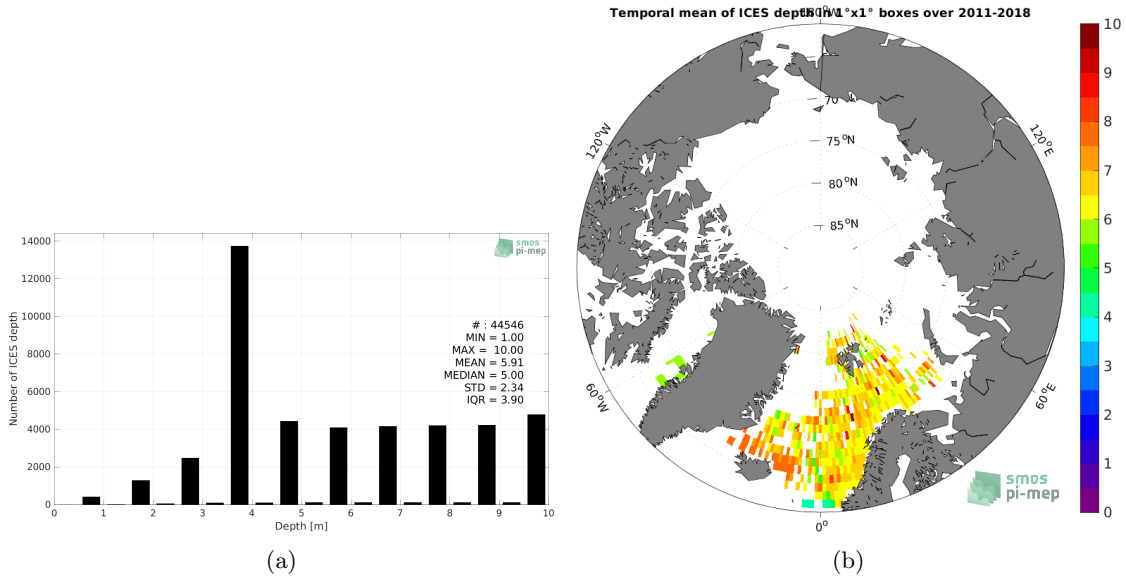 14000
12000
10000
8000
6000
4000
2000
0
Number of ICES depth
smos
pi-mep
# : 44546
MIN = 1.00
MAX = 10.00
MEAN = 5.91
MEDIAN = 5.00
STD = 2.34
IQR = 3.90
0 1 2 3 4 5 6 7 8 9 10
Depth [m]
(a)
Temporal mean of ICES depth in 1°x1° boxes over 2011-2018
180°W
120°W
120°E
70°N
75°N
80°N
85°N
60°W
60°E
0°
smos
pi-mep
10
9
8
7
6
5
4
3
2
1
0
(b)